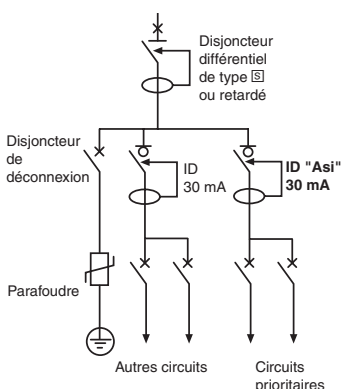 Disjoncteur
différentiel
de type S
ou retardé
Disjoncteur
de
déconnexion
ID
30 mA
ID "Asi"
30 mA
Parafoudre
Autres circuits
Circuits
prioritaires